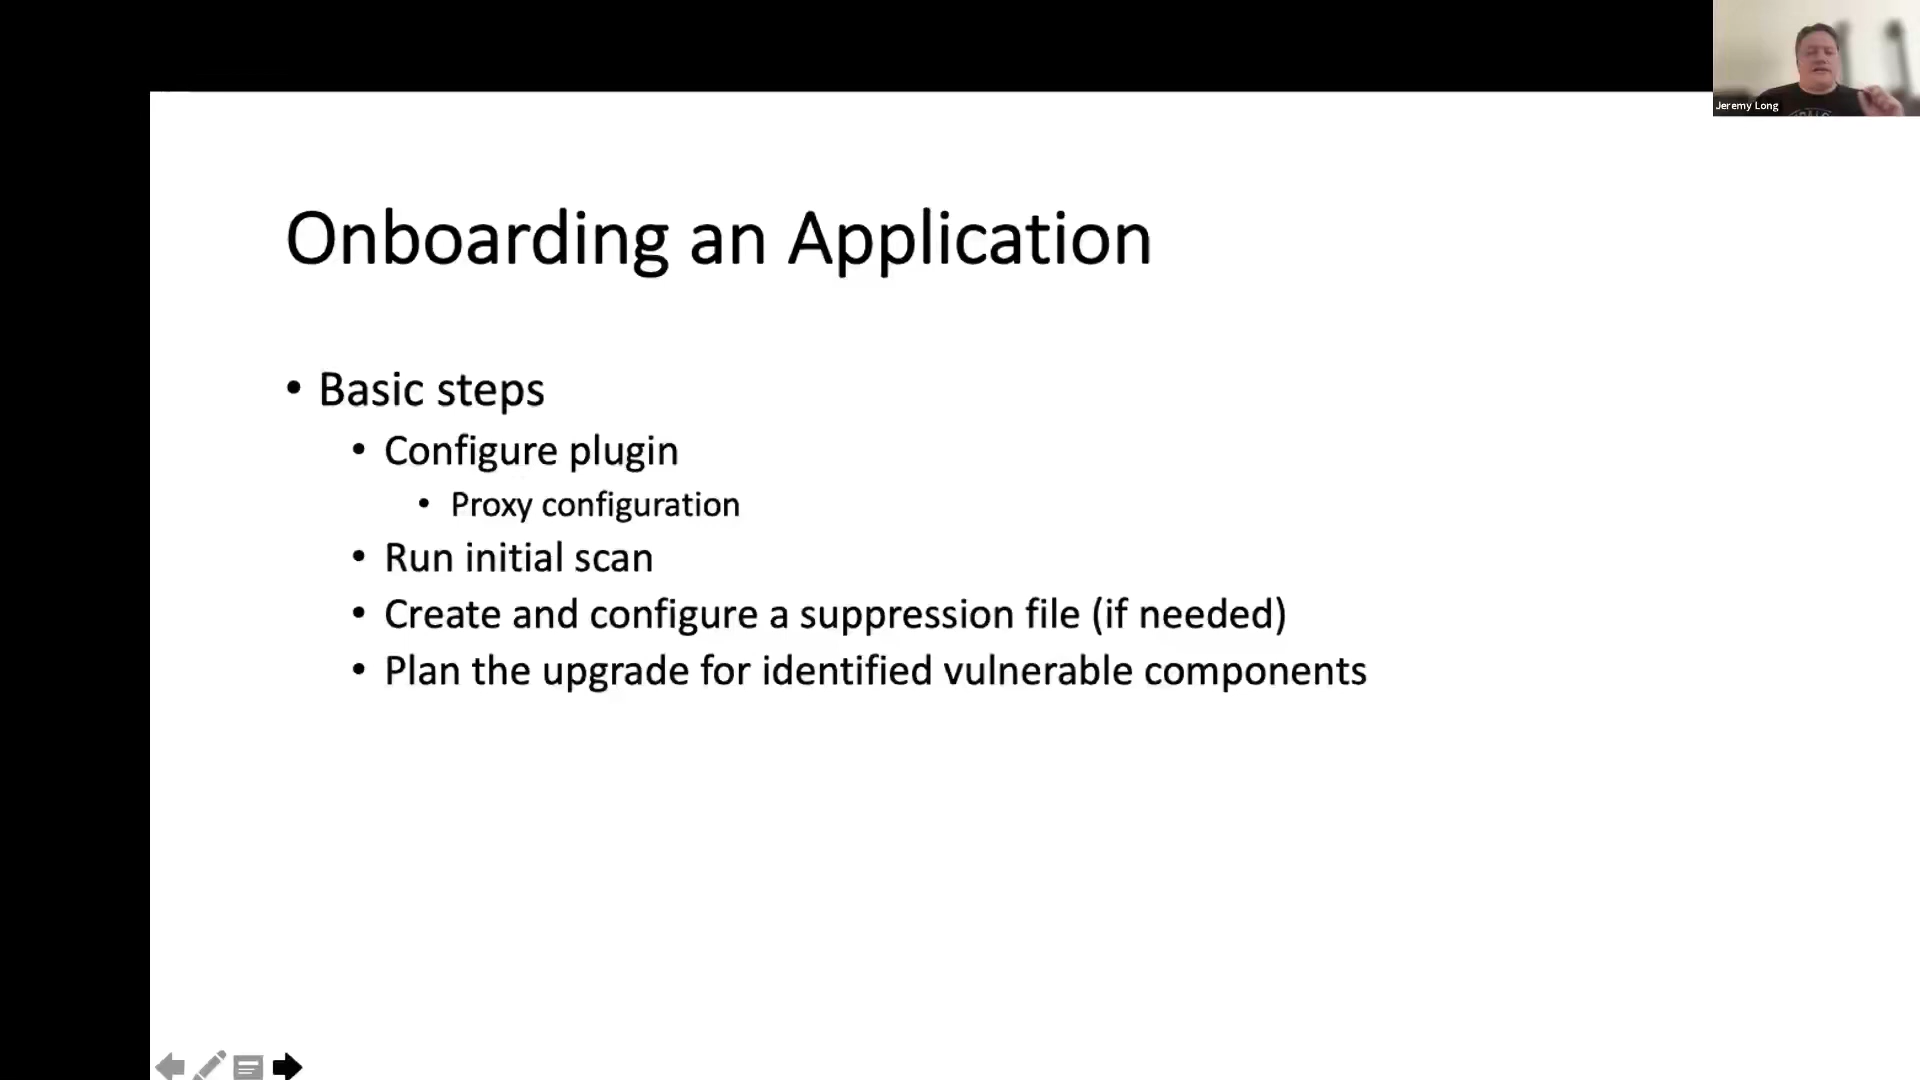 Jeremy Long
Onboarding an Application
• Basic steps
• Configure plugin
• Proxy configuration
• Run initial scan
• Create and configure a suppression file (if needed)
• Plan the upgrade for identified vulnerable components